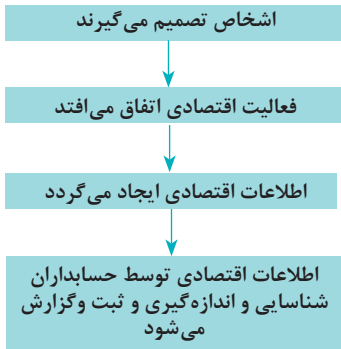 اشخاص تصمیم می‌گیرند
فعالیت اقتصادی اتفاق می‌افتد
اطلاعات اقتصادی ایجاد می‌گردد
اطلاعات اقتصادی توسط حسابداران
شناسایی و اندازه‌گیری و ثبت وگزارش
می‌شود